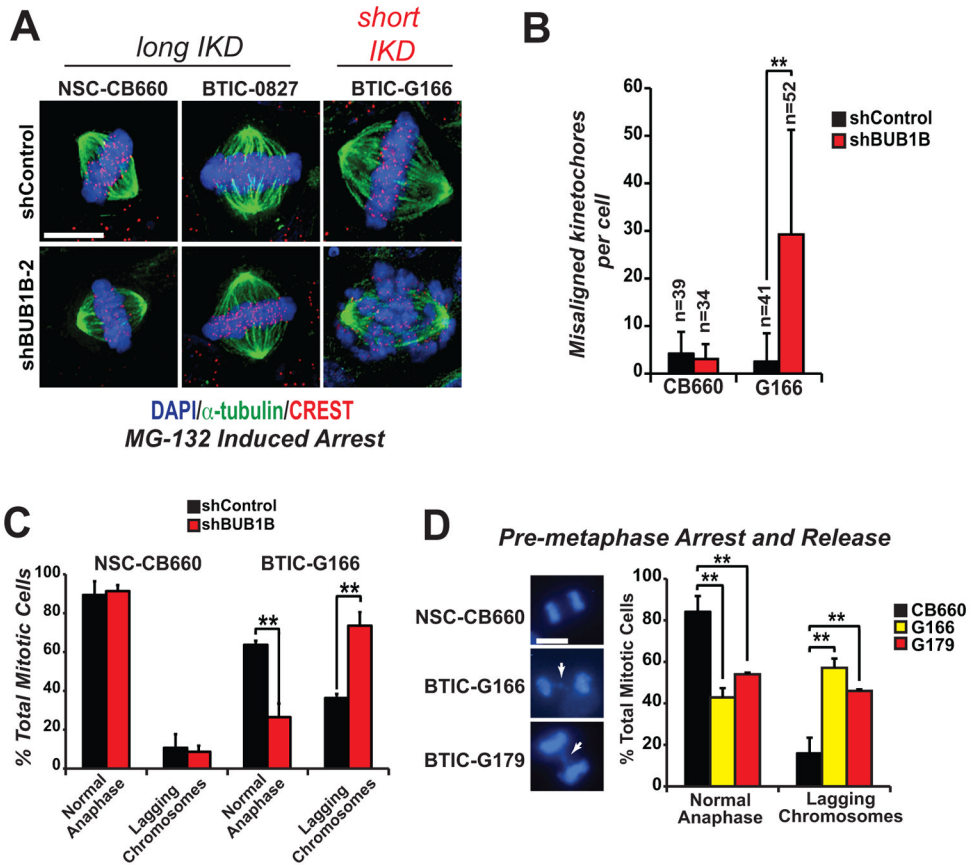 A
long IKD
short
IKD
NSC-CB660 BTIC-0827 BTIC-G166
shControl
shBUB1B-2
DAPI/α-tubulin/CREST
MG-132 Induced Arrest
B
Misaligned kinetochores
per cell
60
50
40
30
20
10
0
n=39
n=34
n=41
n=52
**
CB660 G166
shControl
shBUB1B
C
shControl
shBUB1B
NSC-CB660 BTIC-G166
% Total Mitotic Cells
100
80
60
40
20
0
**
**
Normal
Anaphase
Lagging
Chromosomes
Normal
Anaphase
Lagging
Chromosomes
D
Pre-metaphase Arrest and Release
NSC-CB660
BTIC-G166
BTIC-G179
% Total Mitotic Cells
100
80
60
40
20
0
**
**
**
**
CB660
G166
G179
Normal
Anaphase
Lagging
Chromosomes